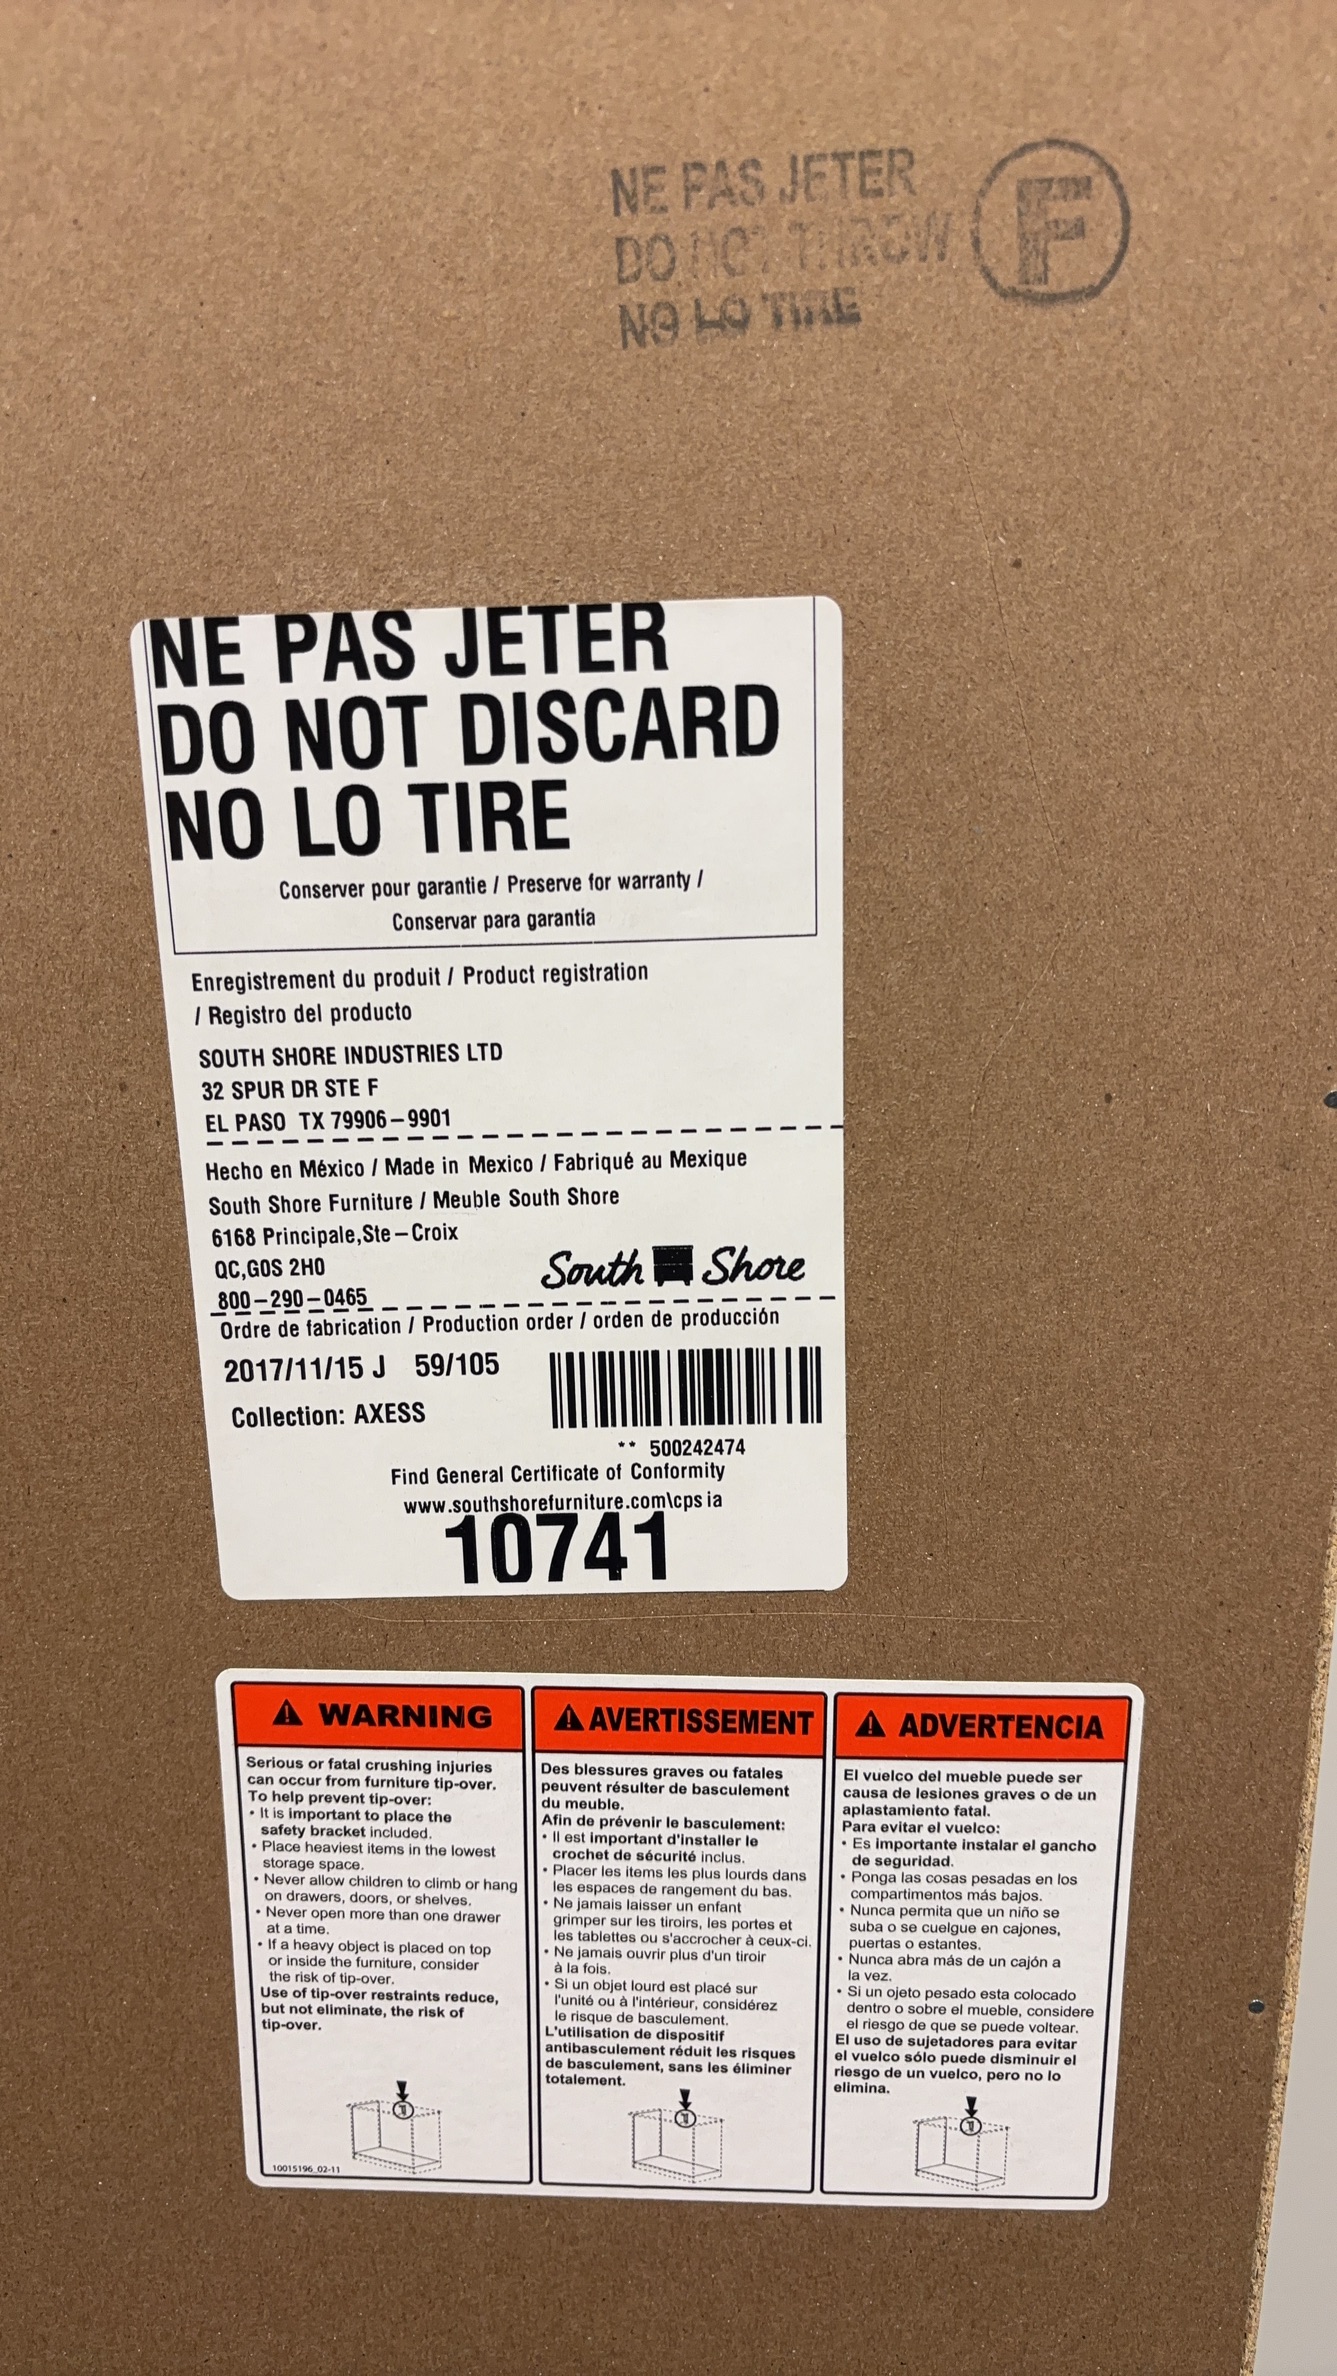 NE PAS JETER
DO NOT THROW
NO LO TIRE
F
NE PAS JETER
DO NOT DISCARD
NO LO TIRE
Conserver pour garantie / Preserve for warranty /
Conservar para garantía
Enregistrement du produit / Product registration
/ Registro del producto
SOUTH SHORE INDUSTRIES LTD
32 SPUR DR STE F
EL PASO TX 79906-9901
Hecho en México / Made in Mexico / Fabriqué au Mexique
South Shore Furniture / Meuble South Shore
6168 Principale,Ste-Croix
QC,G0S 2H0
800-290-0465
South Shore
Ordre de fabrication / Production order / orden de producción
2017/11/15 J 59/105
Collection: AXESS
** 500242474
Find General Certificate of Conformity
www.southshorefurniture.com\cpsia
10741
WARNING
Serious or fatal crushing injuries
can occur from furniture tip-over.
To help prevent tip-over:
• It is important to place the
safety bracket included.
• Place heaviest items in the lowest
storage space.
• Never allow children to climb or hang
on drawers, doors, or shelves.
• Never open more than one drawer
at a time.
• If a heavy object is placed on top
or inside the furniture, consider
the risk of tip-over.
Use of tip-over restraints reduce,
but not eliminate, the risk of
tip-over.
10015196_02-11
AVERTISSEMENT
Des blessures graves ou fatales
peuvent résulter de basculement
du meuble.
Afin de prévenir le basculement:
• Il est important d'installer le
crochet de sécurité inclus.
• Placer les items les plus lourds dans
les espaces de rangement du bas.
• Ne jamais laisser un enfant
grimper sur les tiroirs, les portes et
les tablettes ou s'accrocher à ceux-ci.
• Ne jamais ouvrir plus d'un tiroir
à la fois.
• Si un objet lourd est placé sur
l'unité ou à l'intérieur, considérez
le risque de basculement.
L'utilisation de dispositif
antibasculement réduit les risques
de basculement, sans les éliminer
totalement.
ADVERTENCIA
El vuelco del mueble puede ser
causa de lesiones graves o de un
aplastamiento fatal.
Para evitar el vuelco:
• Es importante instalar el gancho
de seguridad.
• Ponga las cosas pesadas en los
compartimentos más bajos.
• Nunca permita que un niño se
suba o se cuelgue en cajones,
puertas o estantes.
• Nunca abra más de un cajón a
la vez.
• Si un ojeto pesado esta colocado
dentro o sobre el mueble, considere
el riesgo de que se puede voltear.
El uso de sujetadores para evitar
el vuelco sólo puede disminuir el
riesgo de un vuelco, pero no lo
elimina.